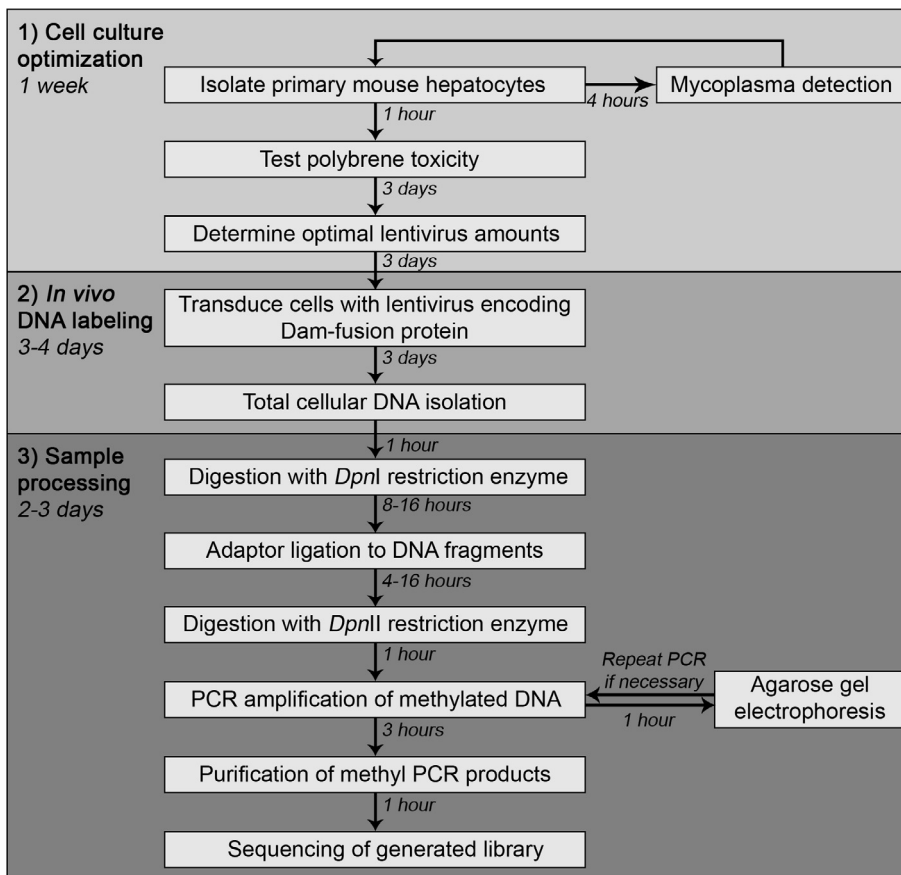 1) Cell culture
optimization
1 week
Isolate primary mouse hepatocytes
4 hours
Mycoplasma detection
1 hour
Test polybrene toxicity
3 days
Determine optimal lentivirus amounts
3 days
2) In vivo
DNA labeling
3-4 days
Transduce cells with lentivirus encoding
Dam-fusion protein
3 days
Total cellular DNA isolation
1 hour
3) Sample
processing
2-3 days
Digestion with DpnI restriction enzyme
8-16 hours
Adaptor ligation to DNA fragments
4-16 hours
Digestion with DpnII restriction enzyme
1 hour
PCR amplification of methylated DNA
Repeat PCR
if necessary
1 hour
Agarose gel
electrophoresis
3 hours
Purification of methyl PCR products
1 hour
Sequencing of generated library